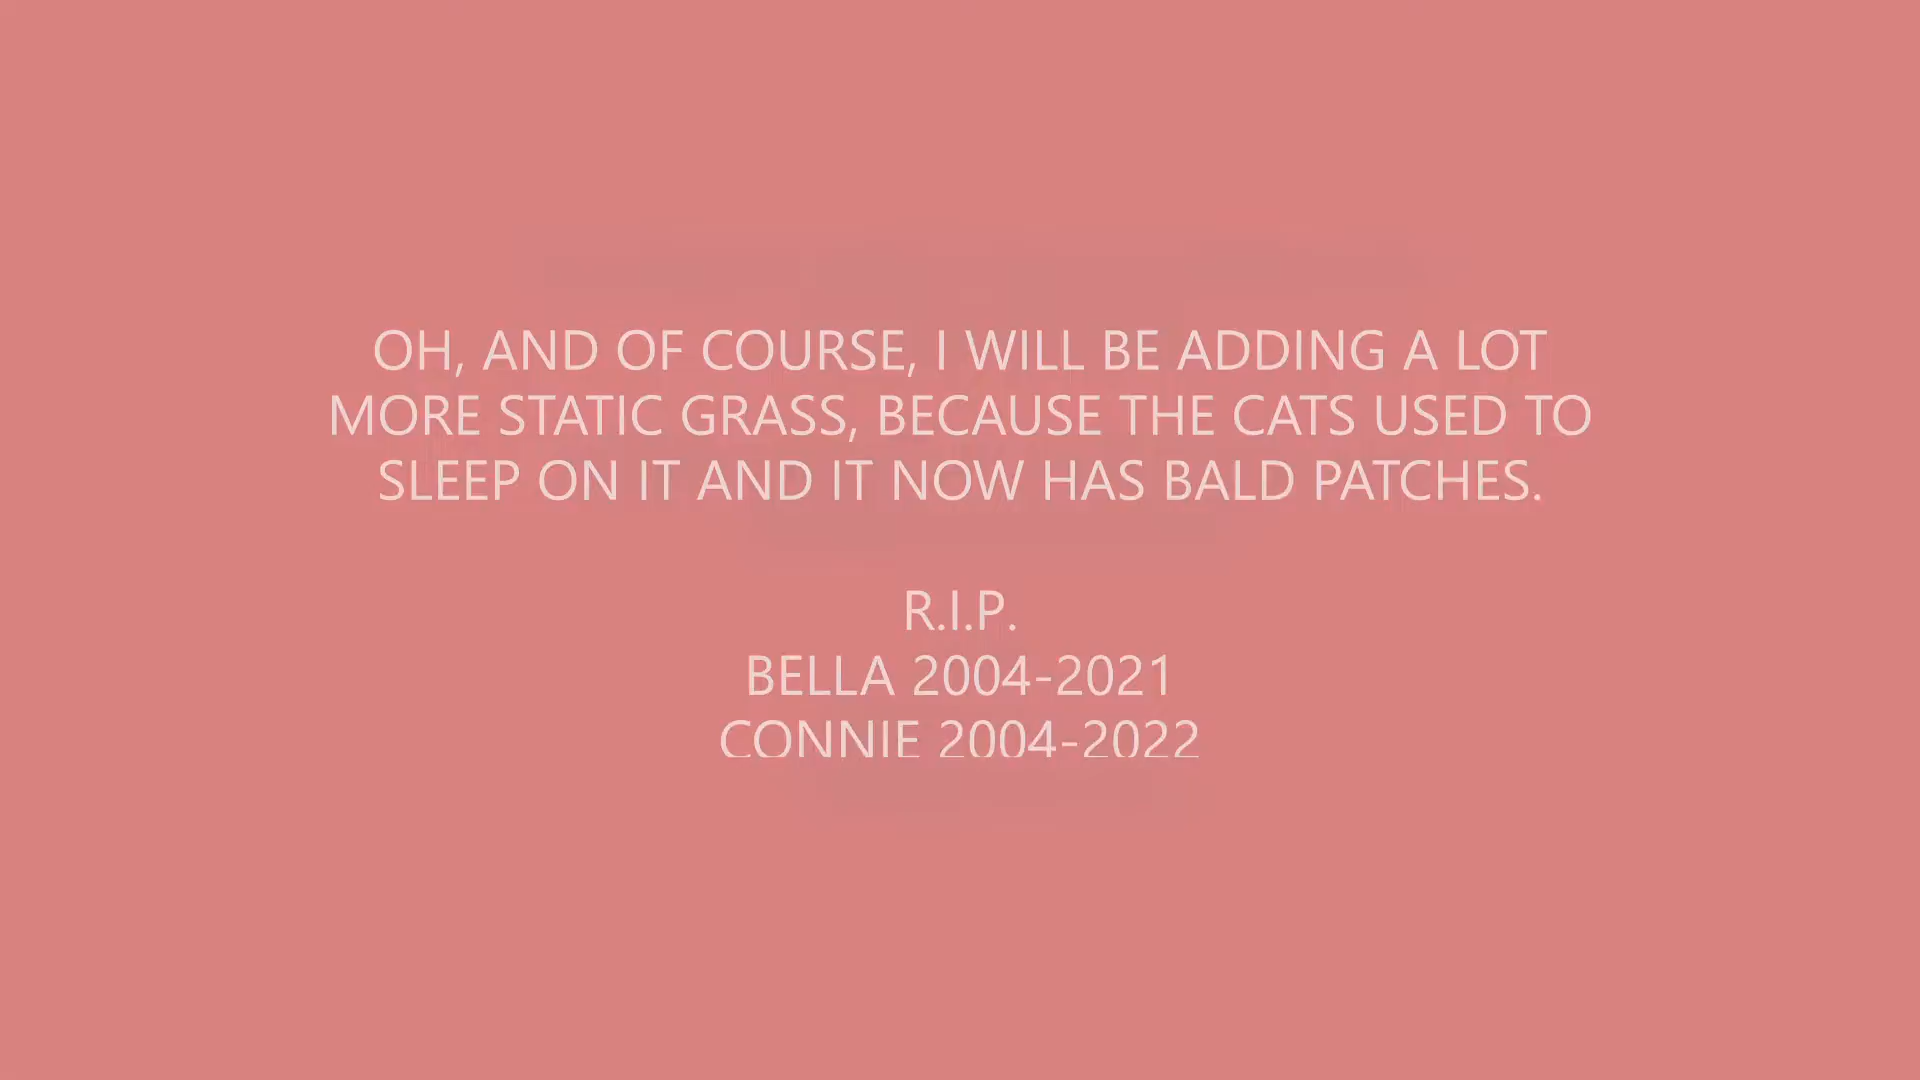 OH, AND OF COURSE, I WILL BE ADDING A LOT
MORE STATIC GRASS, BECAUSE THE CATS USED TO
SLEEP ON IT AND IT NOW HAS BALD PATCHES.
R.I.P.
BELLA 2004-2021
CONNIE 2004-2022